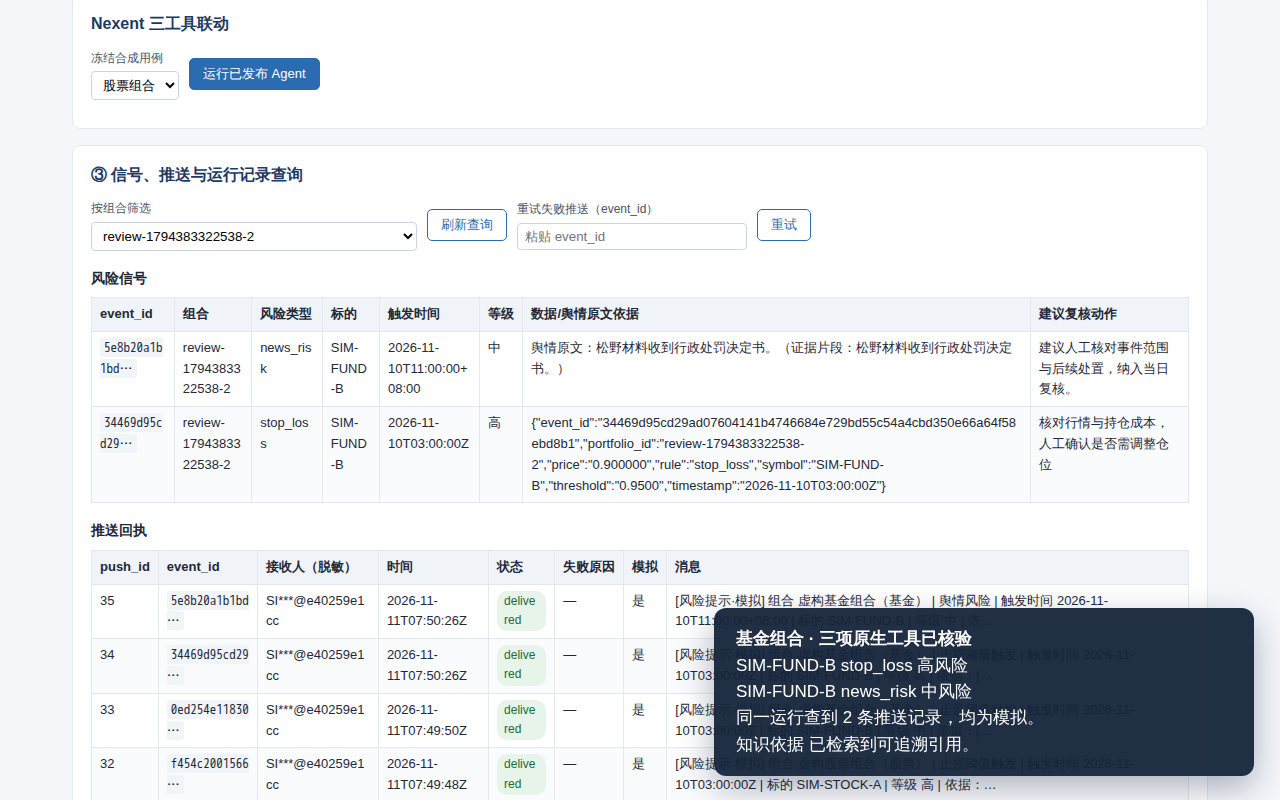 Nexent 三工具联动
冻结合成用例
股票组合
运行已发布 Agent
③ 信号、推送与运行记录查询
按组合筛选
review-1794383322538-2
刷新查询
重试失败推送（event_id）
粘贴 event_id
重试
风险信号
event_id 组合 风险类型 标的 触发时间 等级 数据/舆情原文依据 建议复核动作
5e8b20a1b
1bd…
review-
17943833
22538-2
news_ris
k
SIM-
FUND
-B
2026-11-
10T11:00:00+
08:00
中
舆情原文：松野材料收到行政处罚决定书。（证据片段：松野材料收到行政处罚决定
书。）
建议人工核对事件范围
与后续处置，纳入当日
复核。
34469d95c
d29…
review-
17943833
22538-2
stop_los
s
SIM-
FUND
-B
2026-11-
10T03:00:00Z
高
{"event_id":"34469d95cd29ad07604141b4746684e729bd55c54a4cbd350e66a64f58
ebd8b1","portfolio_id":"review-1794383322538-
2","price":"0.900000","rule":"stop_loss","symbol":"SIM-FUND-
B","threshold":"0.9500","timestamp":"2026-11-10T03:00:00Z"}
核对行情与持仓成本，
人工确认是否需调整仓
位
推送回执
push_id event_id 接收人（脱敏） 时间 状态 失败原因 模拟 消息
35
5e8b20a1b1bd
…
SI***@e40259e1
cc
2026-11-
11T07:50:26Z
delive
red
—
是
[风险提示·模拟] 组合 虚构基金组合（基金） | 舆情风险 | 触发时间 2026-11-
34
34469d95cd29
…
SI***@e40259e1
cc
2026-11-
11T07:50:26Z
delive
red
—
是
33
0ed254e11830
…
SI***@e40259e1
cc
2026-11-
11T07:49:50Z
delive
red
—
是
32
f454c2001566
…
SI***@e40259e1
cc
2026-11-
11T07:49:48Z
delive
red
—
是
10T03:00:00Z | 标的 SIM-STOCK-A | 等级 高 | 依据：…
基金组合 · 三项原生工具已核验
SIM-FUND-B stop_loss 高风险
SIM-FUND-B news_risk 中风险
同一运行查到 2 条推送记录，均为模拟。
知识依据 已检索到可追溯引用。